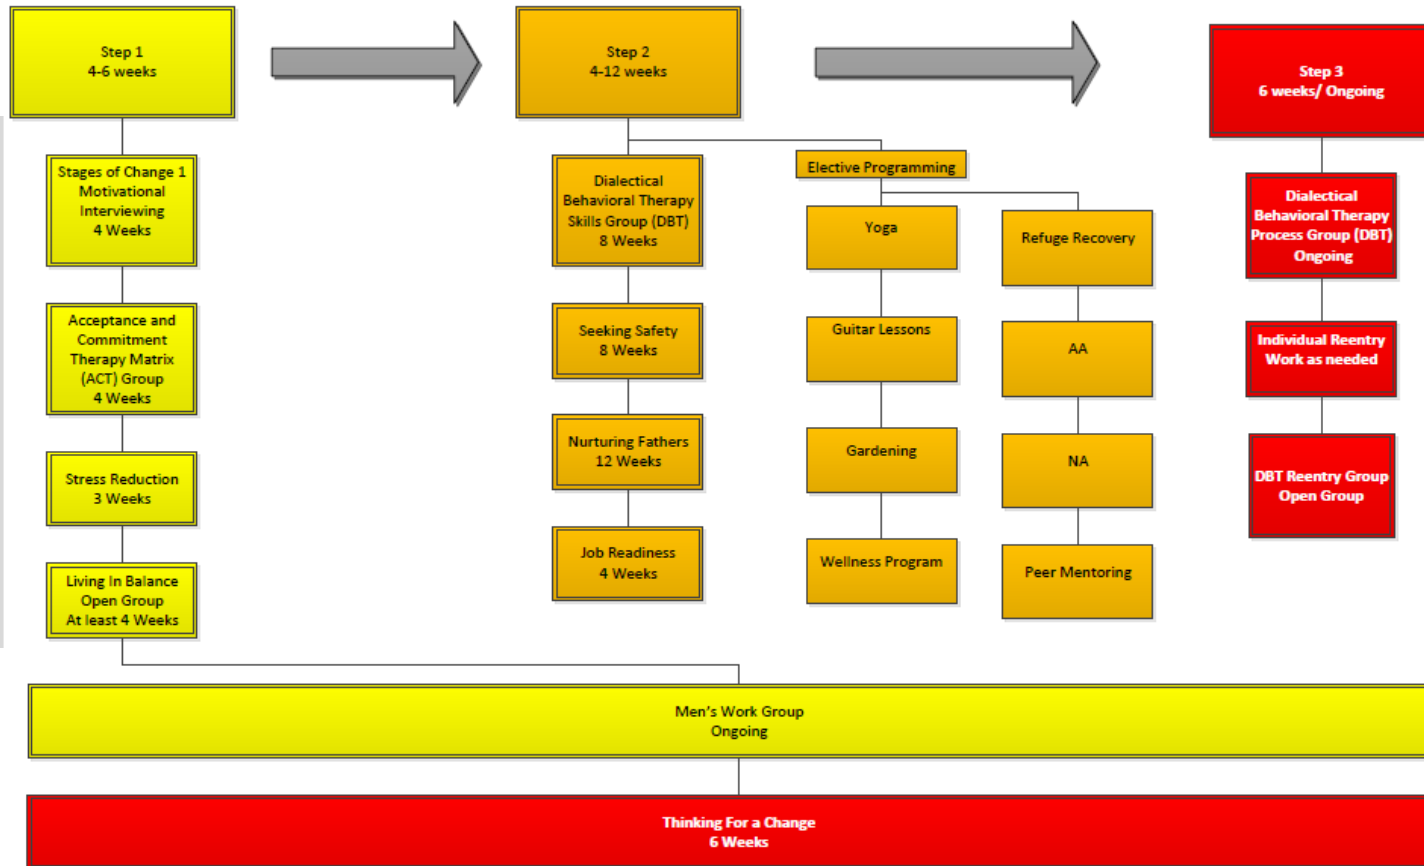 Step 1
4-6 weeks
Step 2
4-12 weeks
Step 3
6 weeks/ Ongoing
Stages of Change 1
Motivational
Interviewing
4 Weeks
Acceptance and
Commitment
Therapy Matrix
(ACT) Group
4 Weeks
Stress Reduction
3 Weeks
Living In Balance
Open Group
At least 4 Weeks
Dialectical
Behavioral Therapy
Skills Group (DBT)
8 Weeks
Seeking Safety
8 Weeks
Nurturing Fathers
12 Weeks
Job Readiness
4 Weeks
Elective Programming
Yoga
Guitar Lessons
Gardening
Wellness Program
Refuge Recovery
AA
NA
Peer Mentoring
Dialectical
Behavioral Therapy
Process Group (DBT)
Ongoing
Individual Reentry
Work as needed
DBT Reentry Group
Open Group
Men's Work Group
Ongoing
Thinking For a Change
6 Weeks